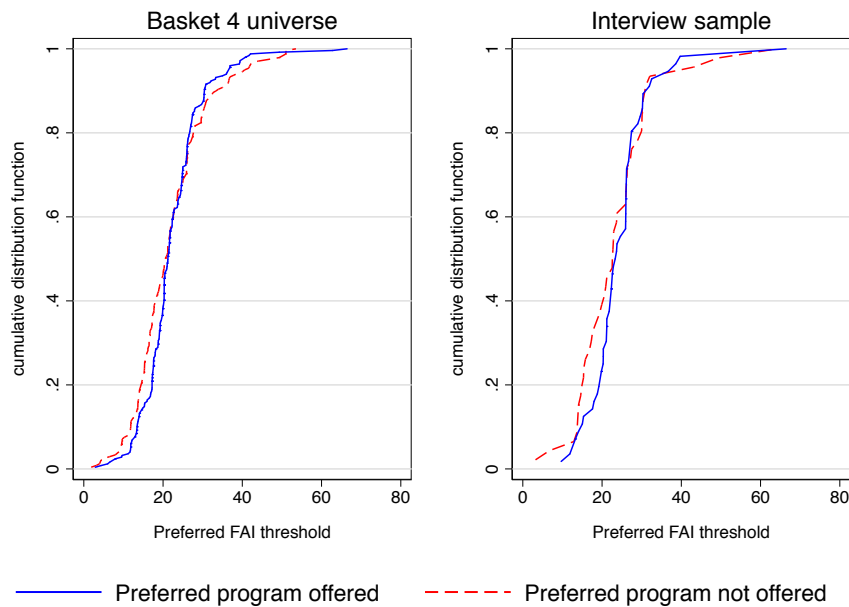 Basket 4 universe
Interview sample
cumulative distribution function
1
.8
.6
.4
.2
0
0 20 40 60 80
Preferred FAI threshold
cumulative distribution function
1
.8
.6
.4
.2
0
0 20 40 60 80
Preferred FAI threshold
Preferred program offered
Preferred program not offered